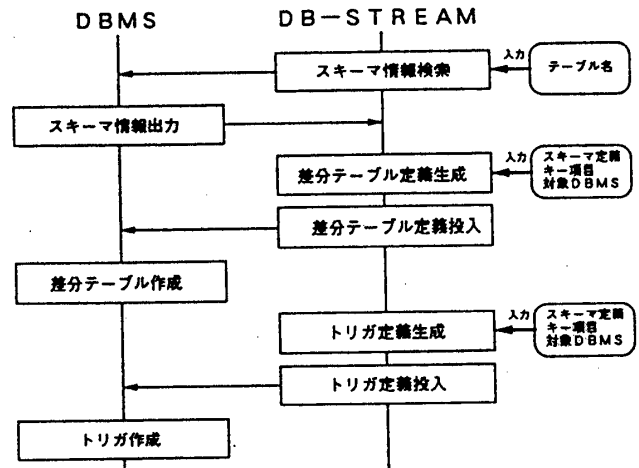 DBMS
DB-STREAM
スキーマ情報検索
入力
テーブル名
スキーマ情報出力
差分テーブル定義生成
入力
スキーマ定義
キー項目
対象DBMS
差分テーブル定義投入
差分テーブル作成
トリガ定義生成
入力
スキーマ定義
キー項目
対象DBMS
トリガ定義投入
トリガ作成